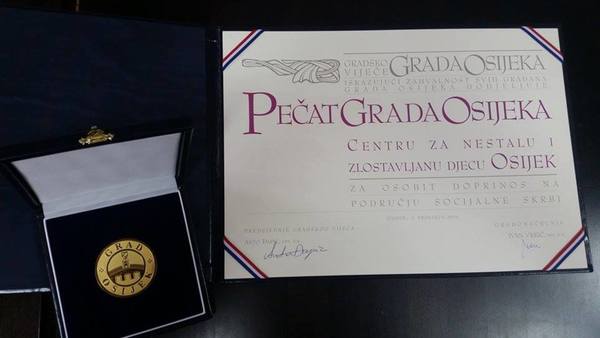 GRADSKO
VIJEĆE GRADA OSIJEKA
ISKAZUJUĆI ZAHVALNOST SVIH GRAĐANA
GRADA OSIJEKA DODJELJUJE
PEČAT GRADA OSIJEKA
CENTRU ZA NESTALU I
ZLOSTAVLJANU DJECU OSIJEK
ZA OSOBIT DOPRINOS NA
PODRUČJU SOCIJALNE SKRBI
PREDSJEDNIK GRADSKOG VIJEĆA
GRADONAČELNIK
GRAD
OSIJEK